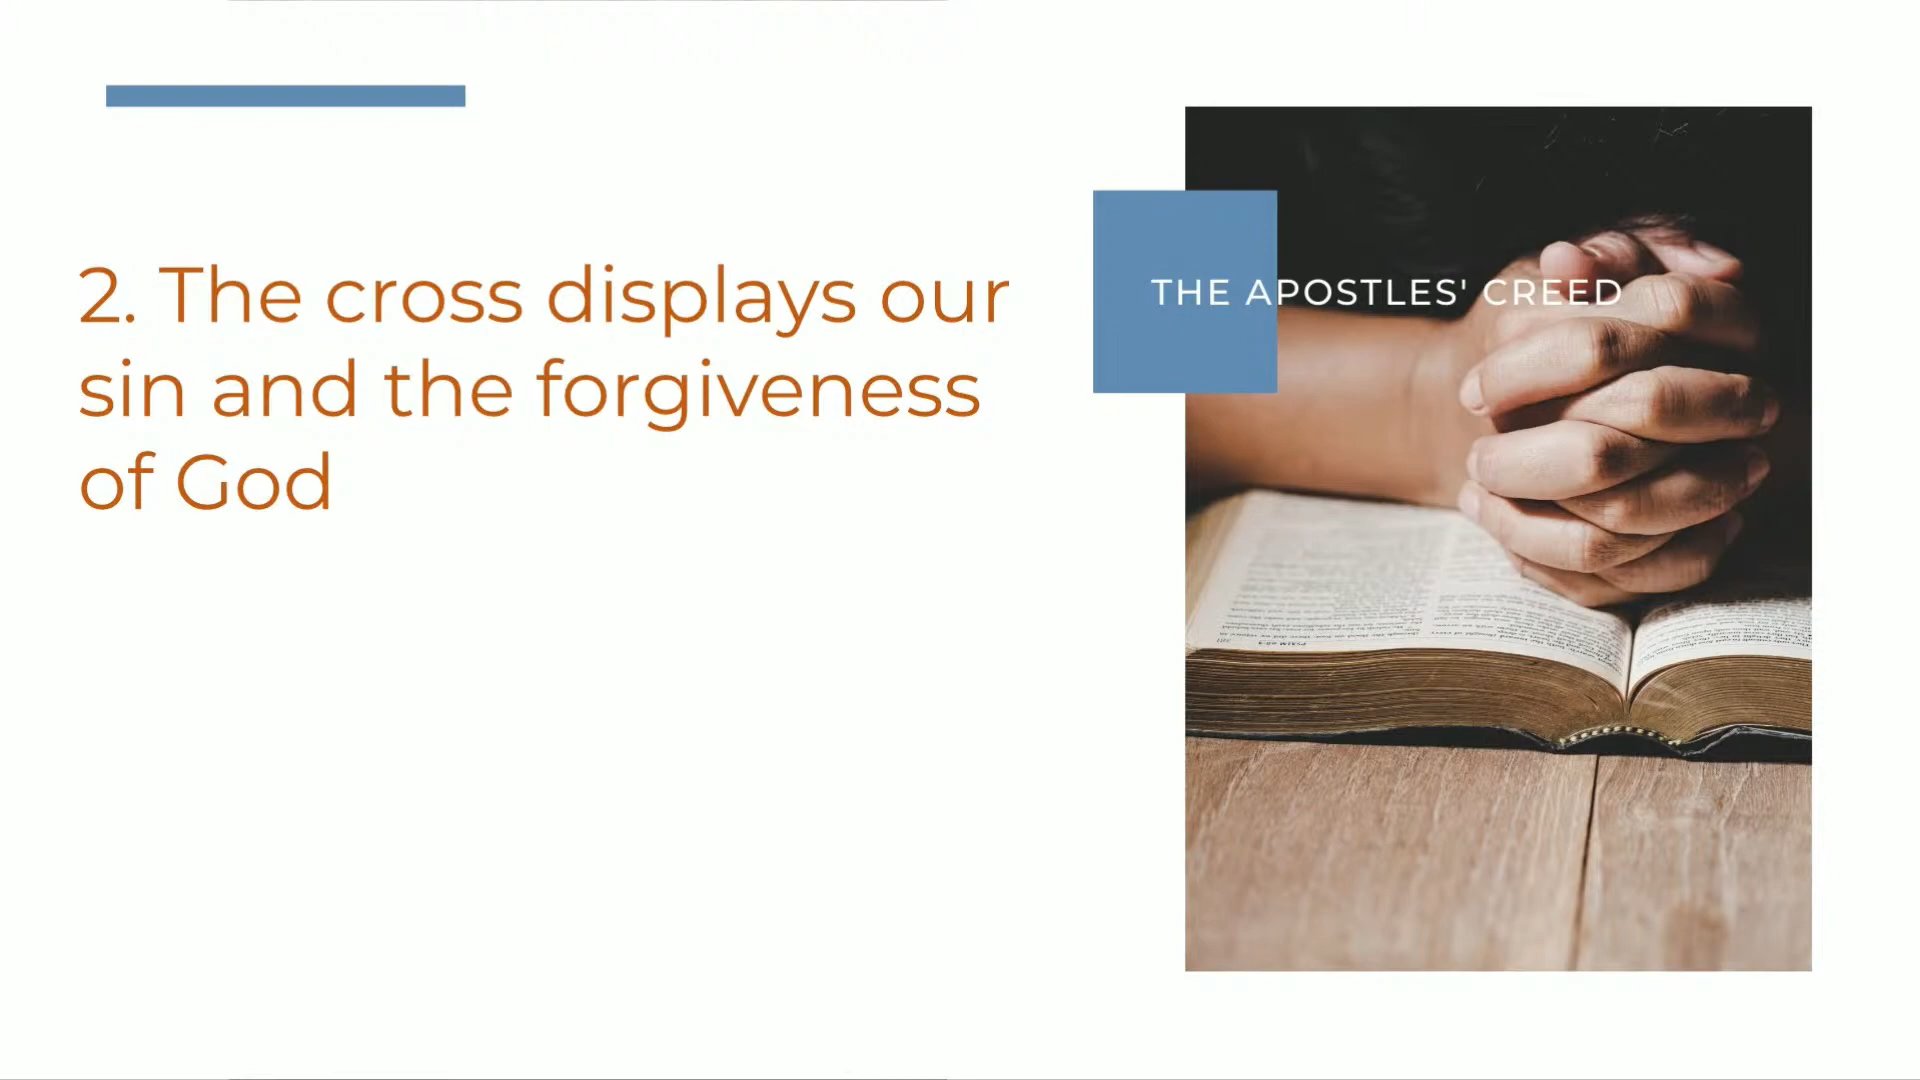 2. The cross displays our
sin and the forgiveness
of God
THE APOSTLES' CREED